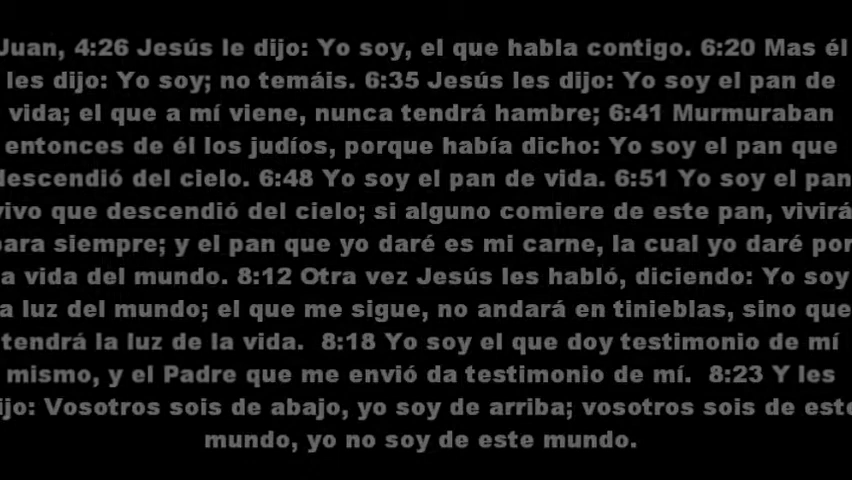 Juan, 4:26 Jesús le dijo: Yo soy, el que habla contigo. 6:20 Mas él
les dijo: Yo soy; no temáis. 6:35 Jesús les dijo: Yo soy el pan de
vida; el que a mí viene, nunca tendrá hambre; 6:41 Murmuraban
entonces de él los judíos, porque había dicho: Yo soy el pan que
descendió del cielo. 6:48 Yo soy el pan de vida. 6:51 Yo soy el pan
vivo que descendió del cielo; si alguno comiere de este pan, vivirá
para siempre; y el pan que yo daré es mi carne, la cual yo daré por
a vida del mundo. 8:12 Otra vez Jesús les habló, diciendo: Yo soy
a luz del mundo; el que me sigue, no andará en tinieblas, sino que
tendrá la luz de la vida. 8:18 Yo soy el que doy testimonio de mí
mismo, y el Padre que me envió da testimonio de mí. 8:23 Y les
ijo: Vosotros sois de abajo, yo soy de arriba; vosotros sois de este
mundo, yo no soy de este mundo.